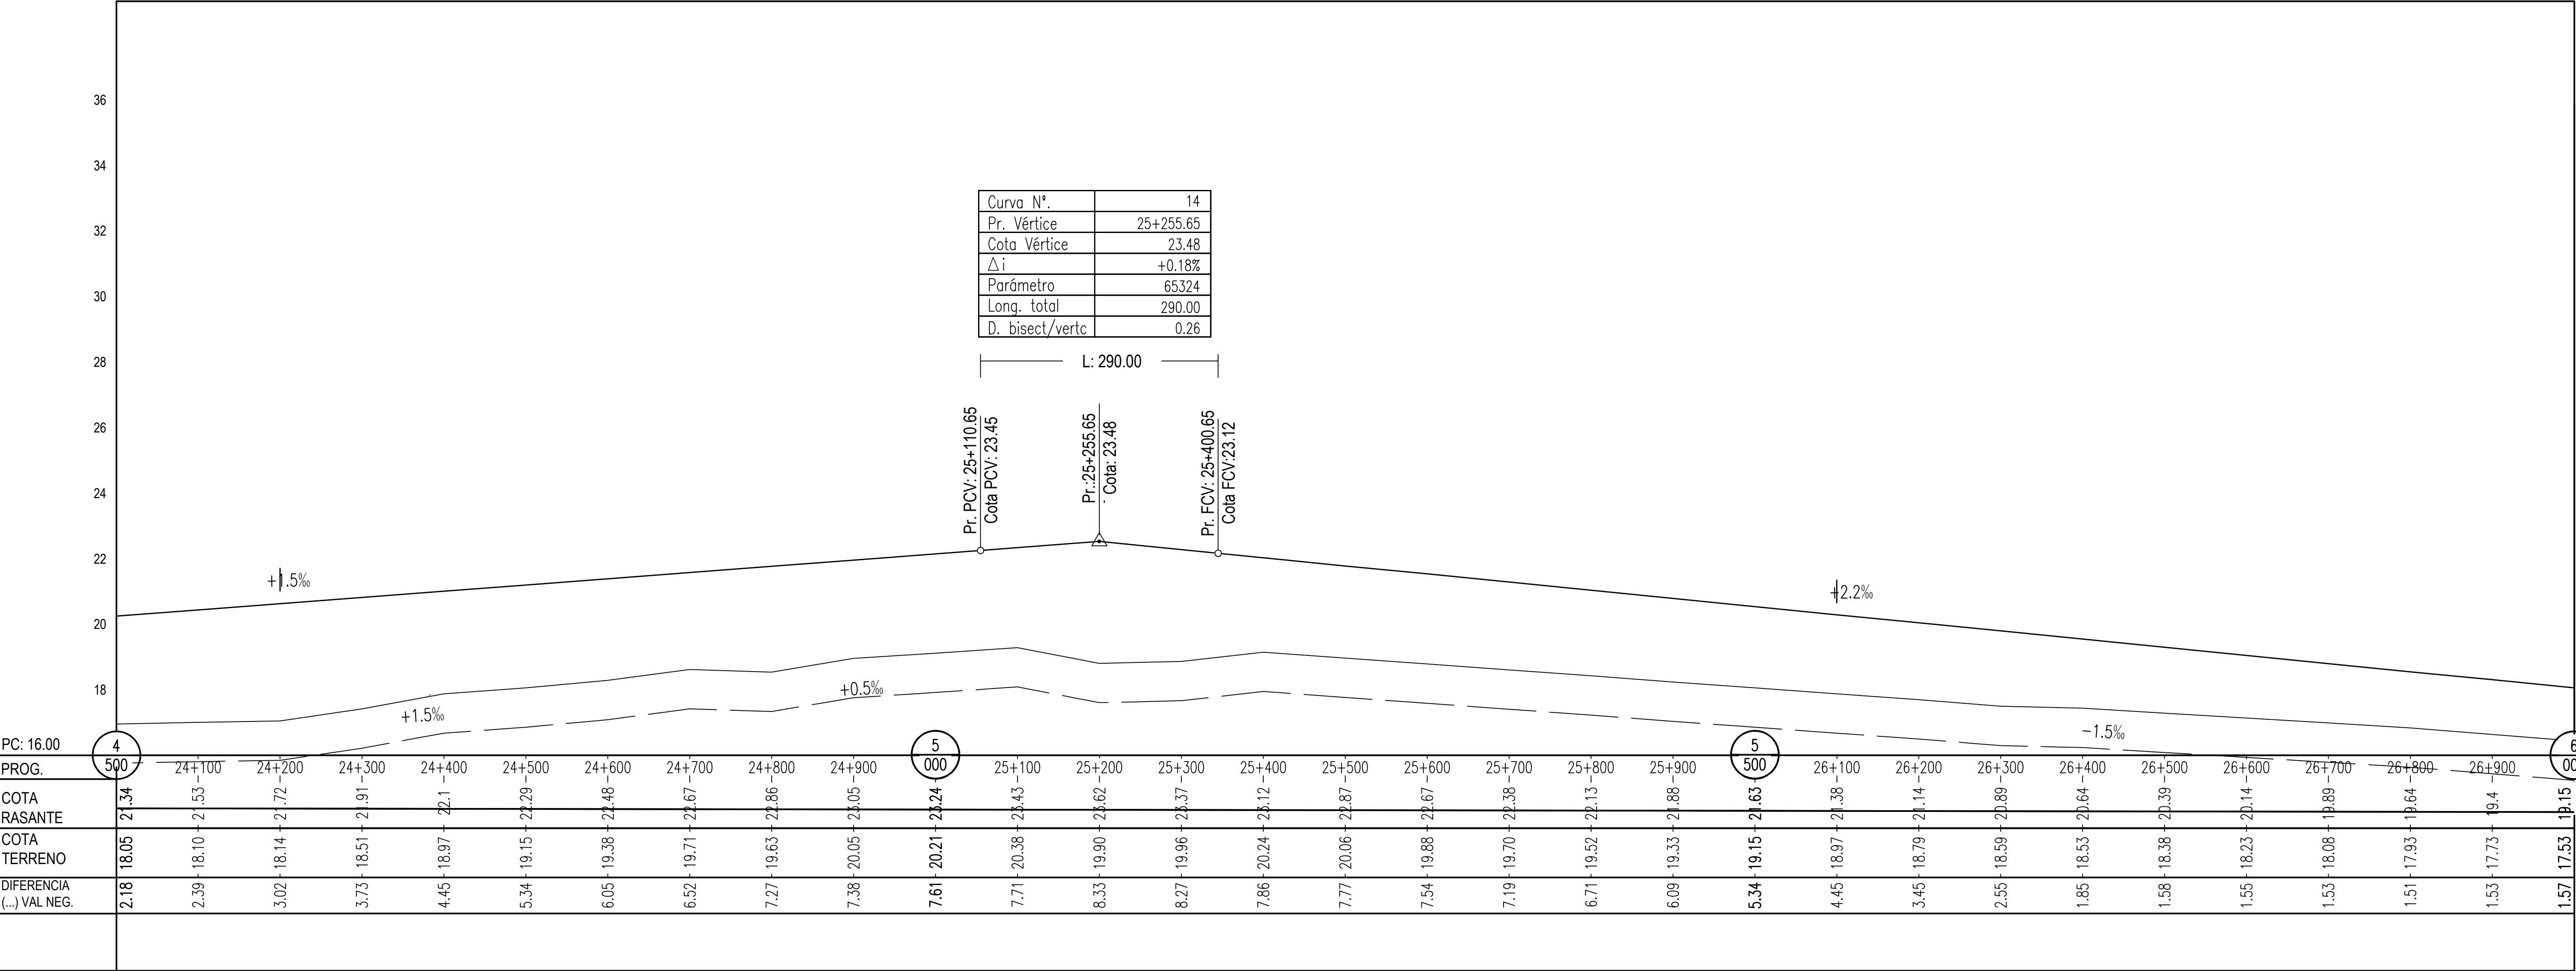 36
34
32
30
28
26
24
22
20
18
Curva N°. 14
Pr. Vértice 25+255.65
Cota Vértice 23.48
△i +0.18%
Parámetro 65324
Long. total 290.00
D. bisect/vertc 0.26
L: 290.00
Pr. PCV: 25+110.65
Cota PCV: 23.45
Pr.:25+255.65
Cota: 23.48
Pr. FCV: 25+400.65
Cota FCV:23.12
+1.5‰
+2.2‰
+1.5‰
+0.5‰
-1.5‰
PC: 16.00
PROG. 4 500 24+100 24+200 24+300 24+400 24+500 24+600 24+700 24+800 24+900 5 000 25+100 25+200 25+300 25+400 25+500 25+600 25+700 25+800 25+900 5 500 26+100 26+200 26+300 26+400 26+500 26+600 26+700 26+800 26+900 6 00
COTA RASANTE 21.34 21.53 21.72 21.91 22.1 22.29 22.48 22.67 22.86 23.05 23.24 23.43 23.62 23.37 23.12 22.87 22.67 22.38 22.13 21.88 21.63 21.38 21.14 20.89 20.64 20.39 20.14 19.89 19.64 19.4 19.15
COTA TERRENO 18.05 18.10 18.14 18.51 18.97 19.15 19.38 19.71 19.63 20.05 20.21 20.38 19.90 19.96 20.24 20.06 19.88 19.70 19.52 19.33 19.15 18.97 18.79 18.59 18.53 18.38 18.23 18.08 17.93 17.73 17.53
DIFERENCIA (...) VAL NEG. 2.18 2.39 3.02 3.73 4.45 5.34 6.05 6.52 7.27 7.38 7.61 7.71 8.33 8.27 7.86 7.77 7.54 7.19 6.71 6.09 5.34 4.45 3.45 2.55 1.85 1.58 1.55 1.53 1.51 1.53 1.57